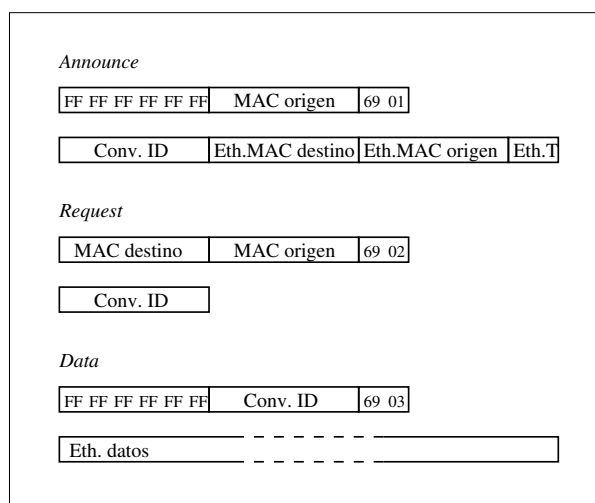 Announce
FF FF FF FF FF FF MAC origen 69 01
Conv. ID Eth.MAC destino Eth.MAC origen Eth.T
Request
MAC destino MAC origen 69 02
Conv. ID
Data
FF FF FF FF FF FF Conv. ID 69 03
Eth. datos